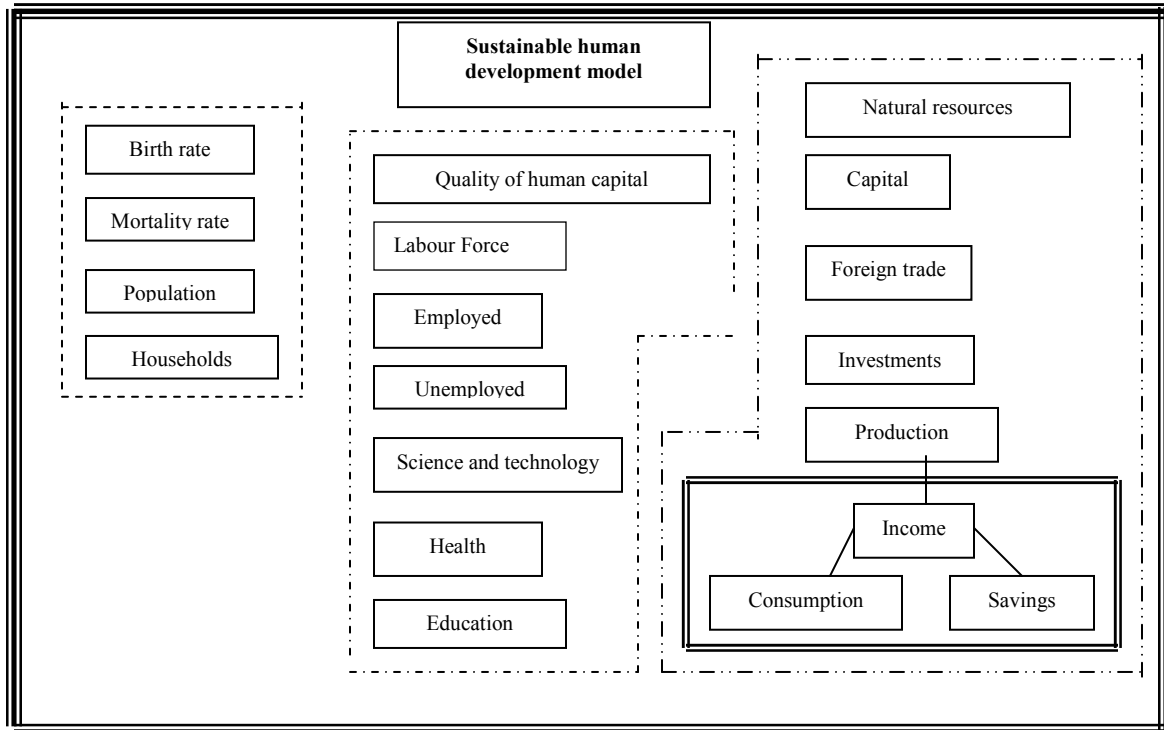 Sustainable human
development model
Birth rate
Mortality rate
Population
Households
Quality of human capital
Labour Force
Employed
Unemployed
Science and technology
Health
Education
Natural resources
Capital
Foreign trade
Investments
Production
Income
Consumption
Savings